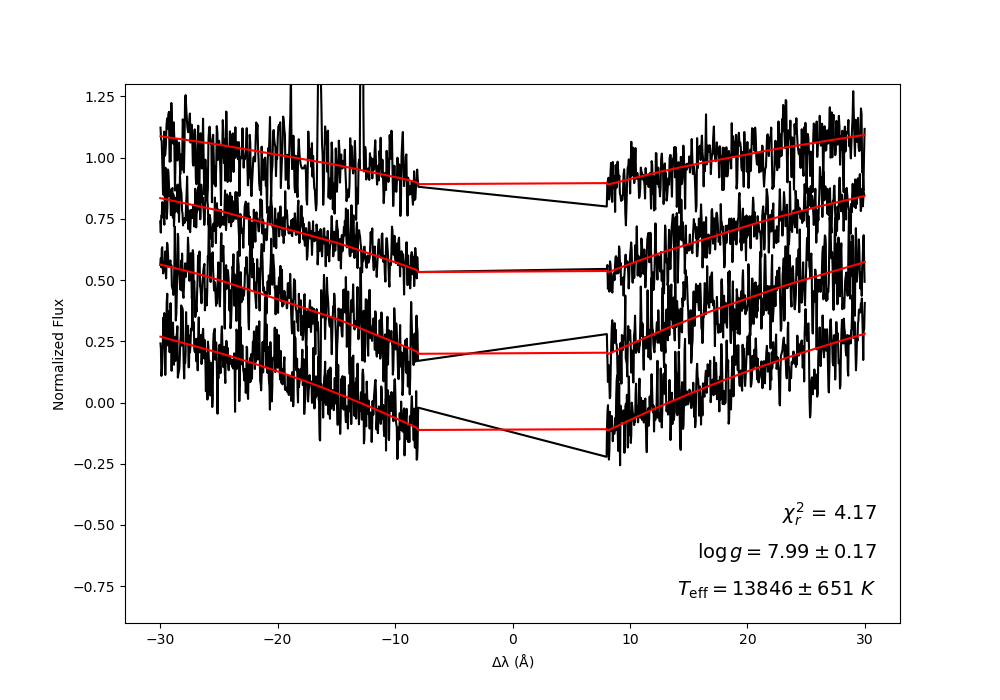 1.25
1.00
0.75
0.50
0.25
0.00
−0.25
−0.50
−0.75
Normalized Flux
χ²ᵣ = 4.17
log g = 7.99 ± 0.17
T_eff = 13846 ± 651 K
−30 −20 −10 0 10 20 30
Δλ (Å)